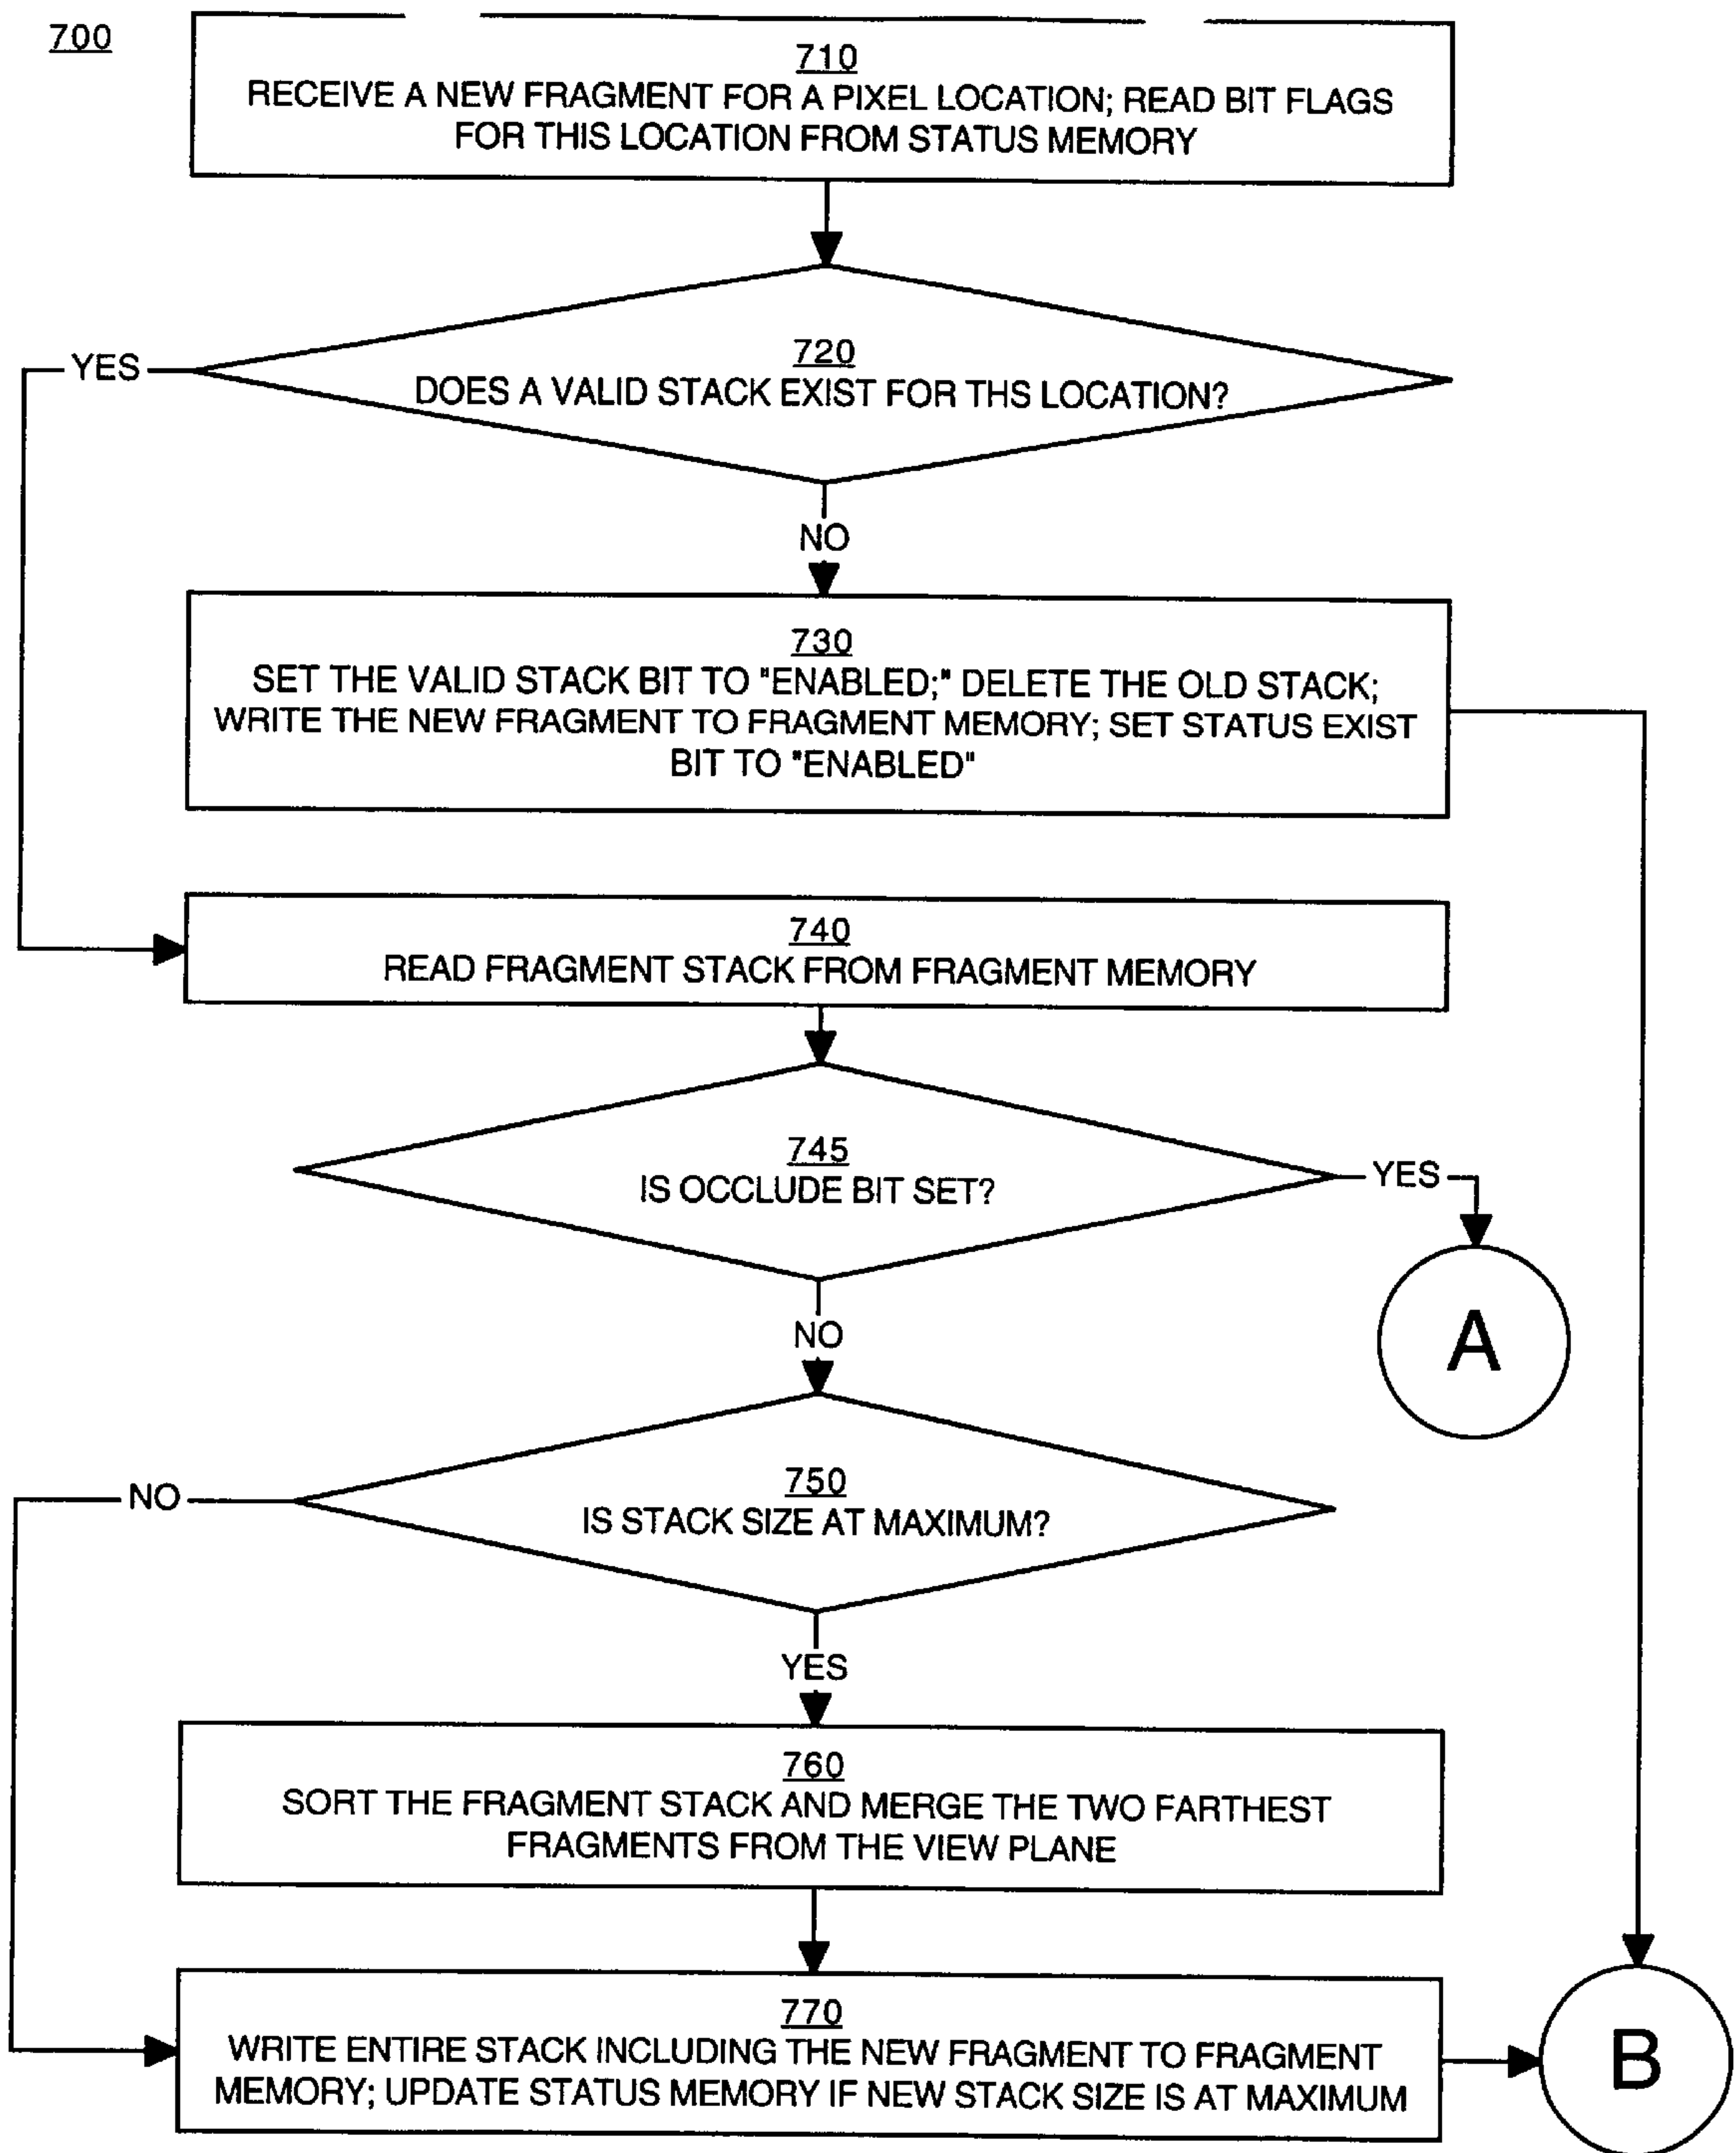 700
710
RECEIVE A NEW FRAGMENT FOR A PIXEL LOCATION; READ BIT FLAGS
FOR THIS LOCATION FROM STATUS MEMORY
YES
720
DOES A VALID STACK EXIST FOR THS LOCATION?
NO
730
SET THE VALID STACK BIT TO "ENABLED;" DELETE THE OLD STACK;
WRITE THE NEW FRAGMENT TO FRAGMENT MEMORY; SET STATUS EXIST
BIT TO "ENABLED"
740
READ FRAGMENT STACK FROM FRAGMENT MEMORY
745
IS OCCLUDE BIT SET?
YES
A
NO
NO
750
IS STACK SIZE AT MAXIMUM?
YES
760
SORT THE FRAGMENT STACK AND MERGE THE TWO FARTHEST
FRAGMENTS FROM THE VIEW PLANE
770
WRITE ENTIRE STACK INCLUDING THE NEW FRAGMENT TO FRAGMENT
MEMORY; UPDATE STATUS MEMORY IF NEW STACK SIZE IS AT MAXIMUM
B